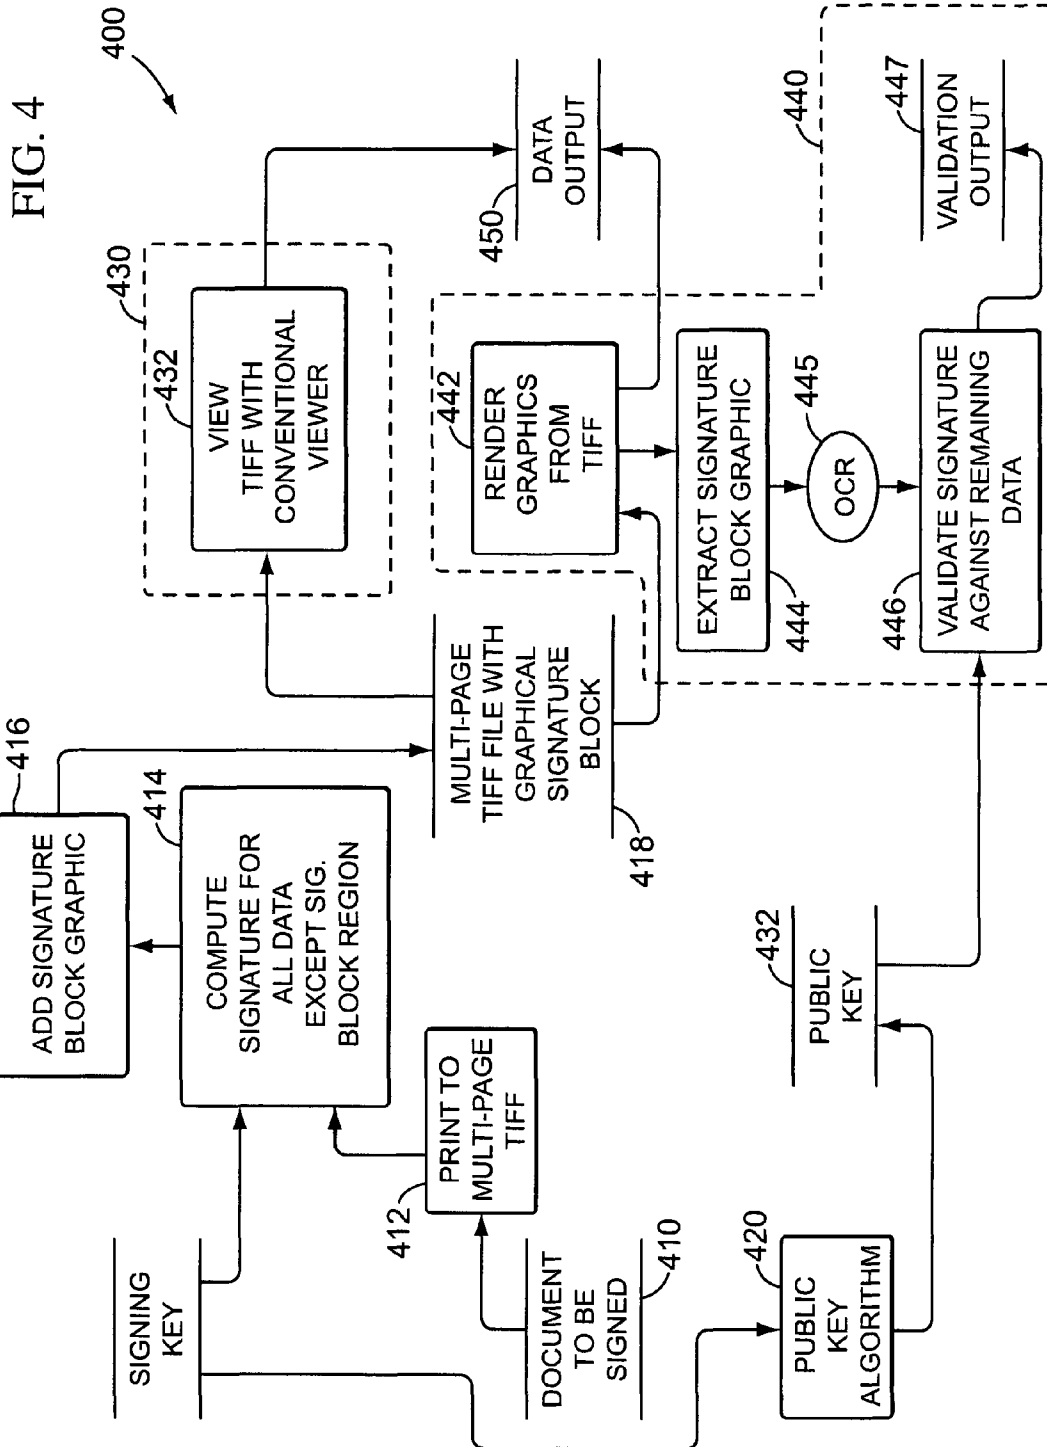 FIG. 4
400
SIGNING
KEY
ADD SIGNATURE
BLOCK GRAPHIC
416
COMPUTE
SIGNATURE FOR
ALL DATA
EXCEPT SIG.
BLOCK REGION
414
430
VIEW
TIFF WITH
CONVENTIONAL
VIEWER
432
PRINT TO
MULTI-PAGE
TIFF
412
DOCUMENT
TO BE
SIGNED
410
MULTI-PAGE
TIFF FILE WITH
GRAPHICAL
SIGNATURE
BLOCK
418
RENDER
GRAPHICS
FROM
TIFF
442
DATA
OUTPUT
450
EXTRACT SIGNATURE
BLOCK GRAPHIC
444
OCR
445
440
PUBLIC
KEY
ALGORITHM
420
PUBLIC
KEY
432
VALIDATE SIGNATURE
AGAINST REMAINING
DATA
446
VALIDATION
OUTPUT
447